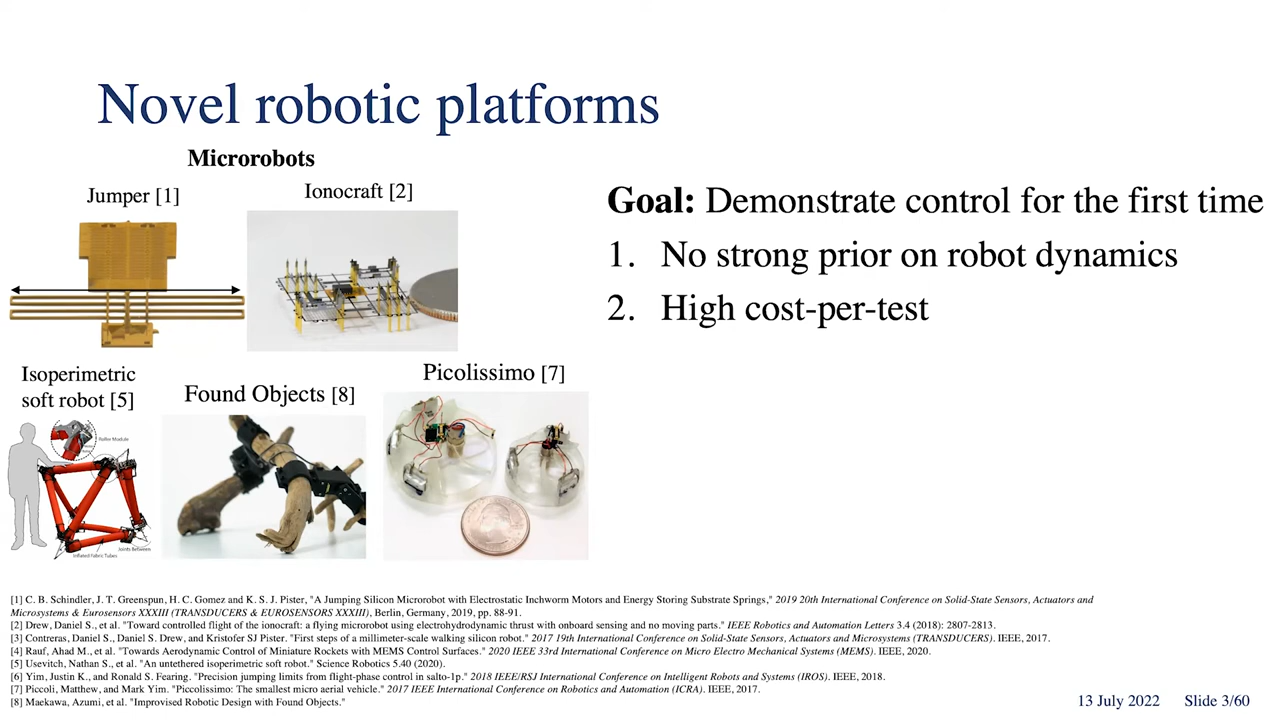 Novel robotic platforms
Microrobots
Jumper [1]
Ionocraft [2]
Goal: Demonstrate control for the first time
1. No strong prior on robot dynamics
2. High cost-per-test
Isoperimetric
soft robot [5]
Found Objects [8]
Picolissimo [7]
Roller Module
Joints Between
Inflated Fabric Tubes
[1] C. B. Schindler, J. T. Greenspun, H. C. Gomez and K. S. J. Pister, "A Jumping Silicon Microrobot with Electrostatic Inchworm Motors and Energy Storing Substrate Springs," 2019 20th International Conference on Solid-State Sensors, Actuators and
Microsystems & Eurosensors XXXIII (TRANSDUCERS & EUROSENSORS XXXIII), Berlin, Germany, 2019, pp. 88-91.
[2] Drew, Daniel S., et al. "Toward controlled flight of the ionocraft: a flying microrobot using electrohydrodynamic thrust with onboard sensing and no moving parts." IEEE Robotics and Automation Letters 3.4 (2018): 2807-2813.
[3] Contreras, Daniel S., Daniel S. Drew, and Kristofer SJ Pister. "First steps of a millimeter-scale walking silicon robot." 2017 19th International Conference on Solid-State Sensors, Actuators and Microsystems (TRANSDUCERS). IEEE, 2017.
[4] Rauf, Ahad M., et al. "Towards Aerodynamic Control of Miniature Rockets with MEMS Control Surfaces." 2020 IEEE 33rd International Conference on Micro Electro Mechanical Systems (MEMS). IEEE, 2020.
[5] Usevitch, Nathan S., et al. "An untethered isoperimetric soft robot." Science Robotics 5.40 (2020).
[6] Yim, Justin K., and Ronald S. Fearing. "Precision jumping limits from flight-phase control in salto-1p." 2018 IEEE/RSJ International Conference on Intelligent Robots and Systems (IROS). IEEE, 2018.
[7] Piccoli, Matthew, and Mark Yim. "Piccolissimo: The smallest micro aerial vehicle." 2017 IEEE International Conference on Robotics and Automation (ICRA). IEEE, 2017.
[8] Maekawa, Azumi, et al. "Improvised Robotic Design with Found Objects."
13 July 2022 Slide 3/60